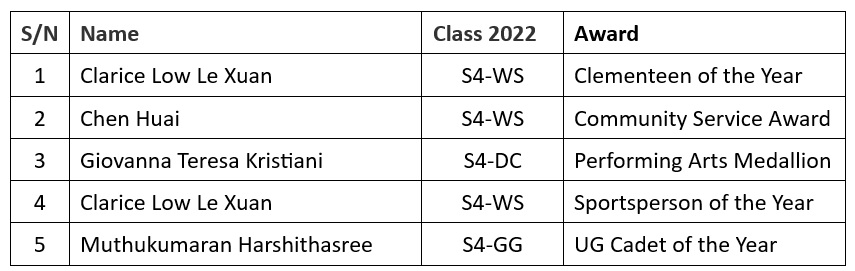 S/N Name Class 2022 Award
1 Clarice Low Le Xuan S4-WS Clementeen of the Year
2 Chen Huai S4-WS Community Service Award
3 Giovanna Teresa Kristiani S4-DC Performing Arts Medallion
4 Clarice Low Le Xuan S4-WS Sportsperson of the Year
5 Muthukumaran Harshithasree S4-GG UG Cadet of the Year